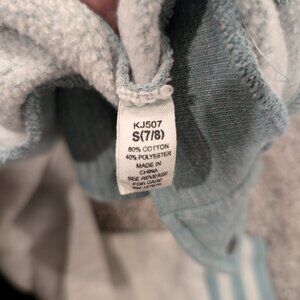 KJ507
S(7/8)
60% COTTON
40% POLYESTER
MADE IN
CHINA
SEE REVERSE
FOR CARE